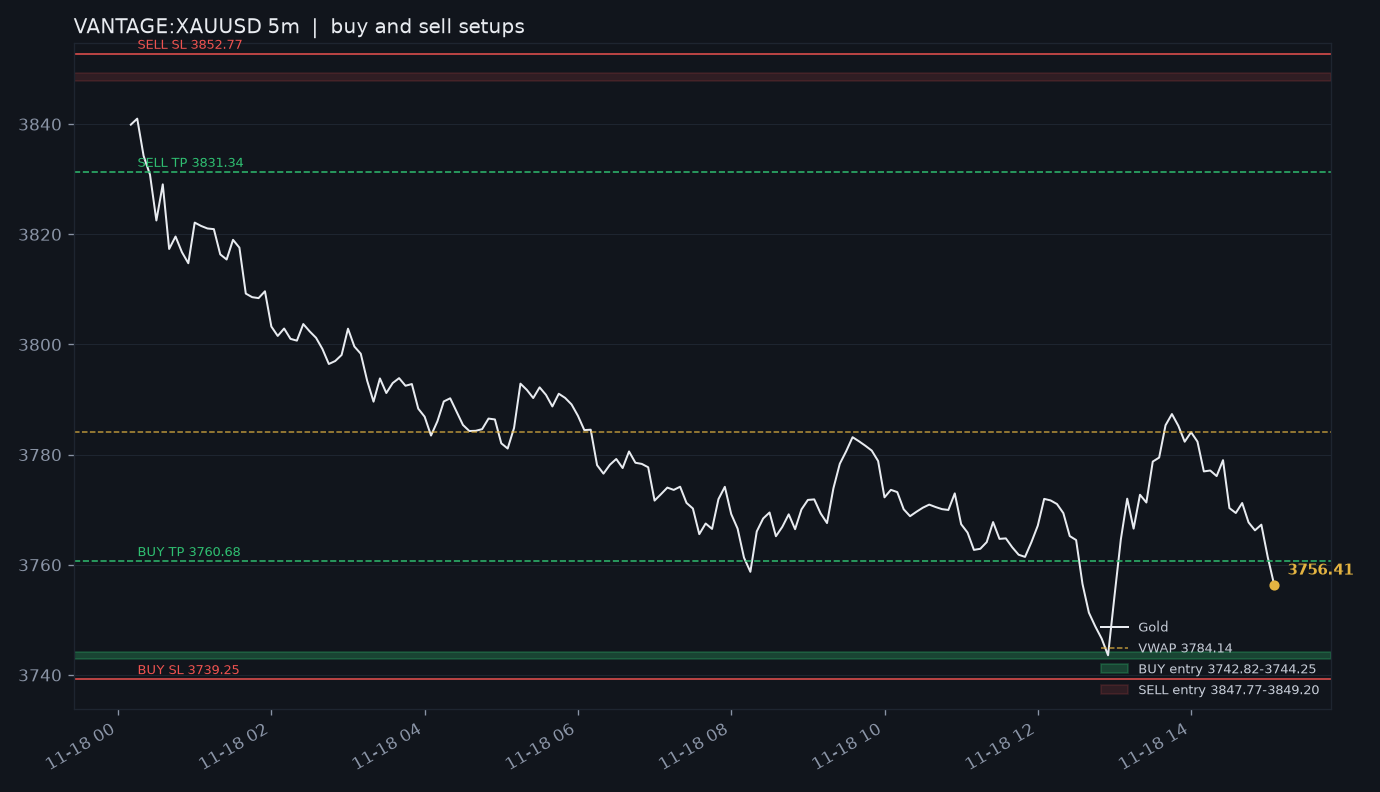 VANTAGE:XAUUSD 5m | buy and sell setups
SELL SL 3852.77
3840
SELL TP 3831.34
3820
3800
3780
BUY TP 3760.68
3760
3756.41
Gold
VWAP 3784.14
BUY entry 3742.82-3744.25
SELL entry 3847.77-3849.20
BUY SL 3739.25
3740
11-18 00
11-18 02
11-18 04
11-18 06
11-18 08
11-18 10
11-18 12
11-18 14